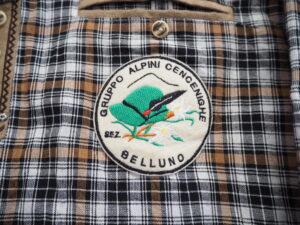 GRUPPO ALPINI CENCENIGHE
SEZ.
BELLUNO